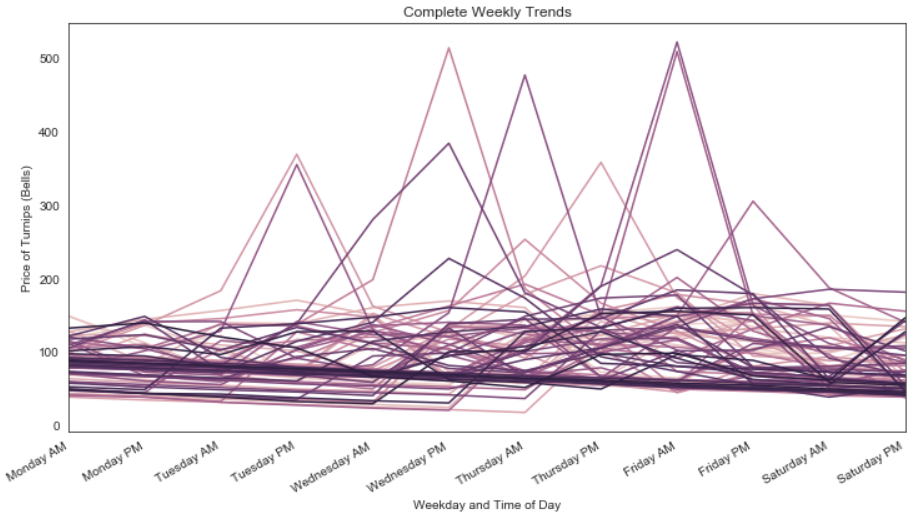 Complete Weekly Trends
Price of Turnips (Bells)
500
400
300
200
100
0
Monday AM
Monday PM
Tuesday AM
Tuesday PM
Wednesday AM
Wednesday PM
Thursday AM
Thursday PM
Friday AM
Friday PM
Saturday AM
Saturday PM
Weekday and Time of Day